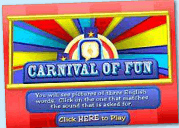 CARNIVAL OF FUN
You will see pictures of three English
words. Click on the one that matches
the sound that is asked for.
Click HERE to Play